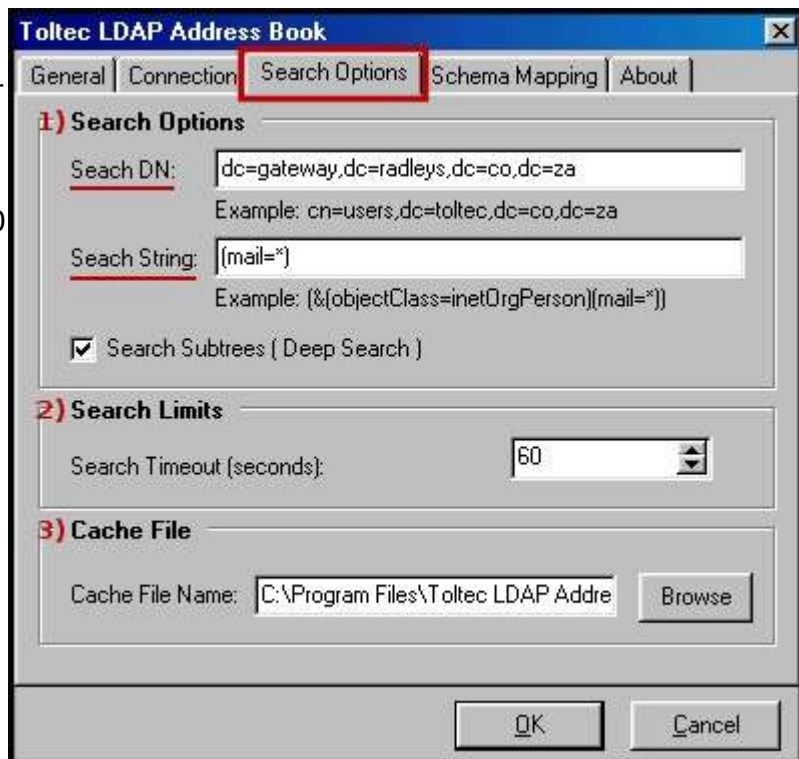 Toltec LDAP Address Book
General Connection Search Options Schema Mapping About
1) Search Options
Seach DN: dc=gateway,dc=radleys,dc=co,dc=za
Example: cn=users,dc=toltec,dc=co,dc=za
Seach String: (mail=*)
Example: (&(objectClass=inetOrgPerson)(mail=*))
Search Subtrees ( Deep Search )
2) Search Limits
Search Timeout (seconds): 60
3) Cache File
Cache File Name: C:\Program Files\Toltec LDAP Addre Browse
OK Cancel